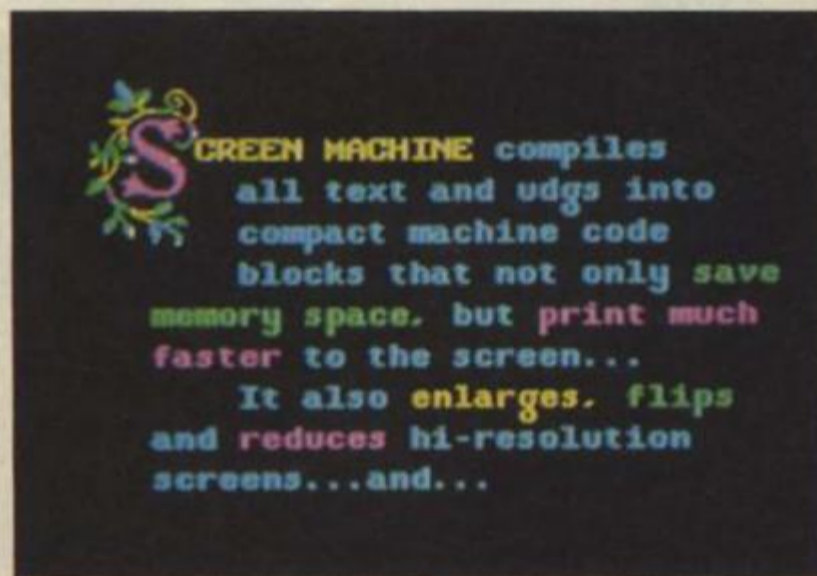 SCREEN MACHINE compiles
all text and udgs into
compact machine code
blocks that not only save
memory space, but print much
faster to the screen...
It also enlarges, flips
and reduces hi-resolution
screens...and...